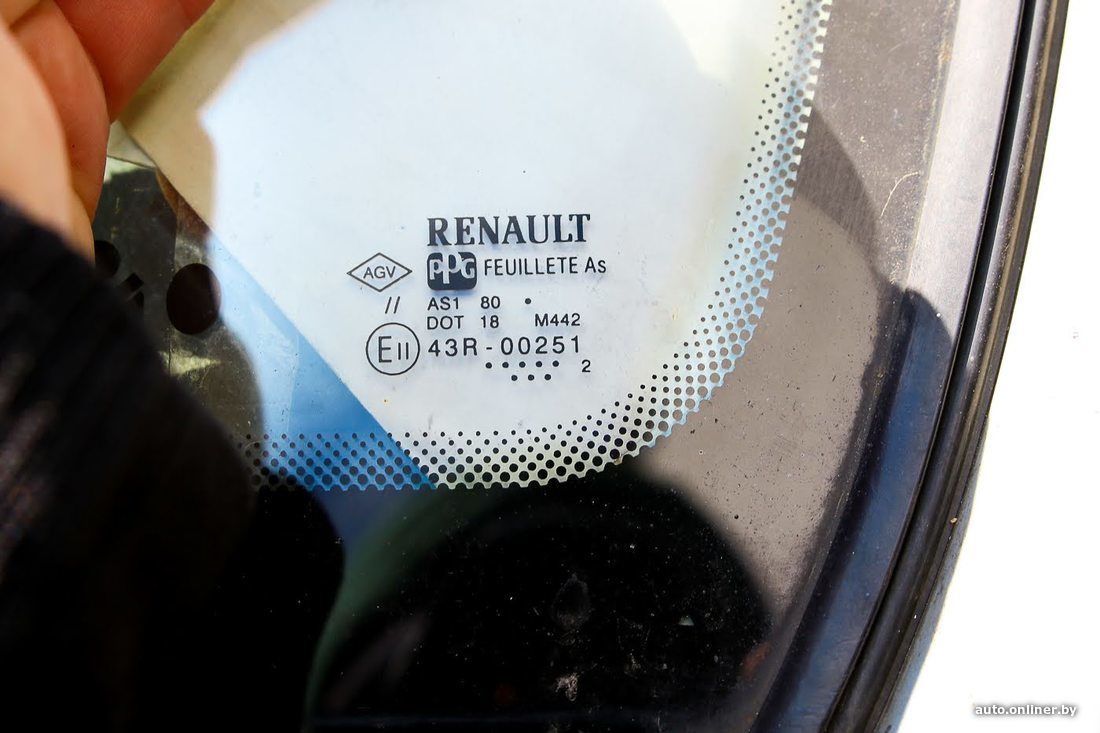 RENAULT
AGV PPG FEUILLETE As
// AS1 80 •
DOT 18 M442
E11 43R-00251
2
auto.onliner.by